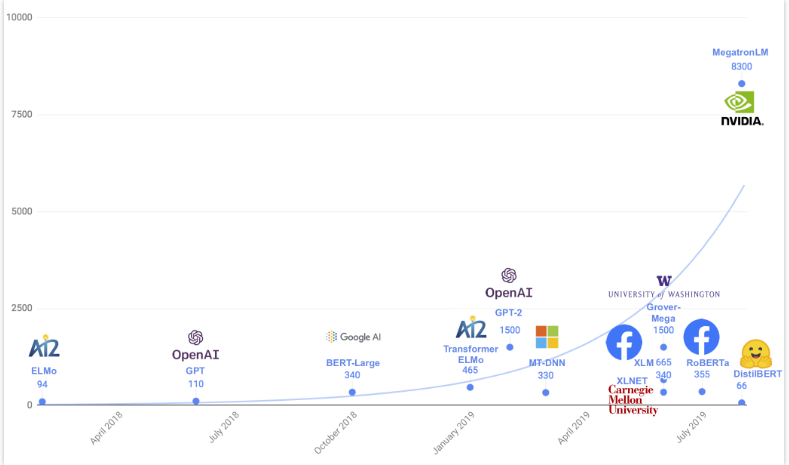 10000
MegatronLM
8300
7500
NVIDIA.
5000
OpenAI
W
UNIVERSITY of WASHINGTON
2500
GPT-2
1500
Grover-
Mega
1500
AI2
OpenAI
Google AI
AI2
Transformer
ELMo
465
ELMo
94
GPT
110
BERT-Large
340
MT-DNN
330
XLM 665
XLNET 340
RoBERTa
355
DistilBERT
66
Carnegie
Mellon
University
0
April 2018
July 2018
October 2018
January 2019
April 2019
July 2019